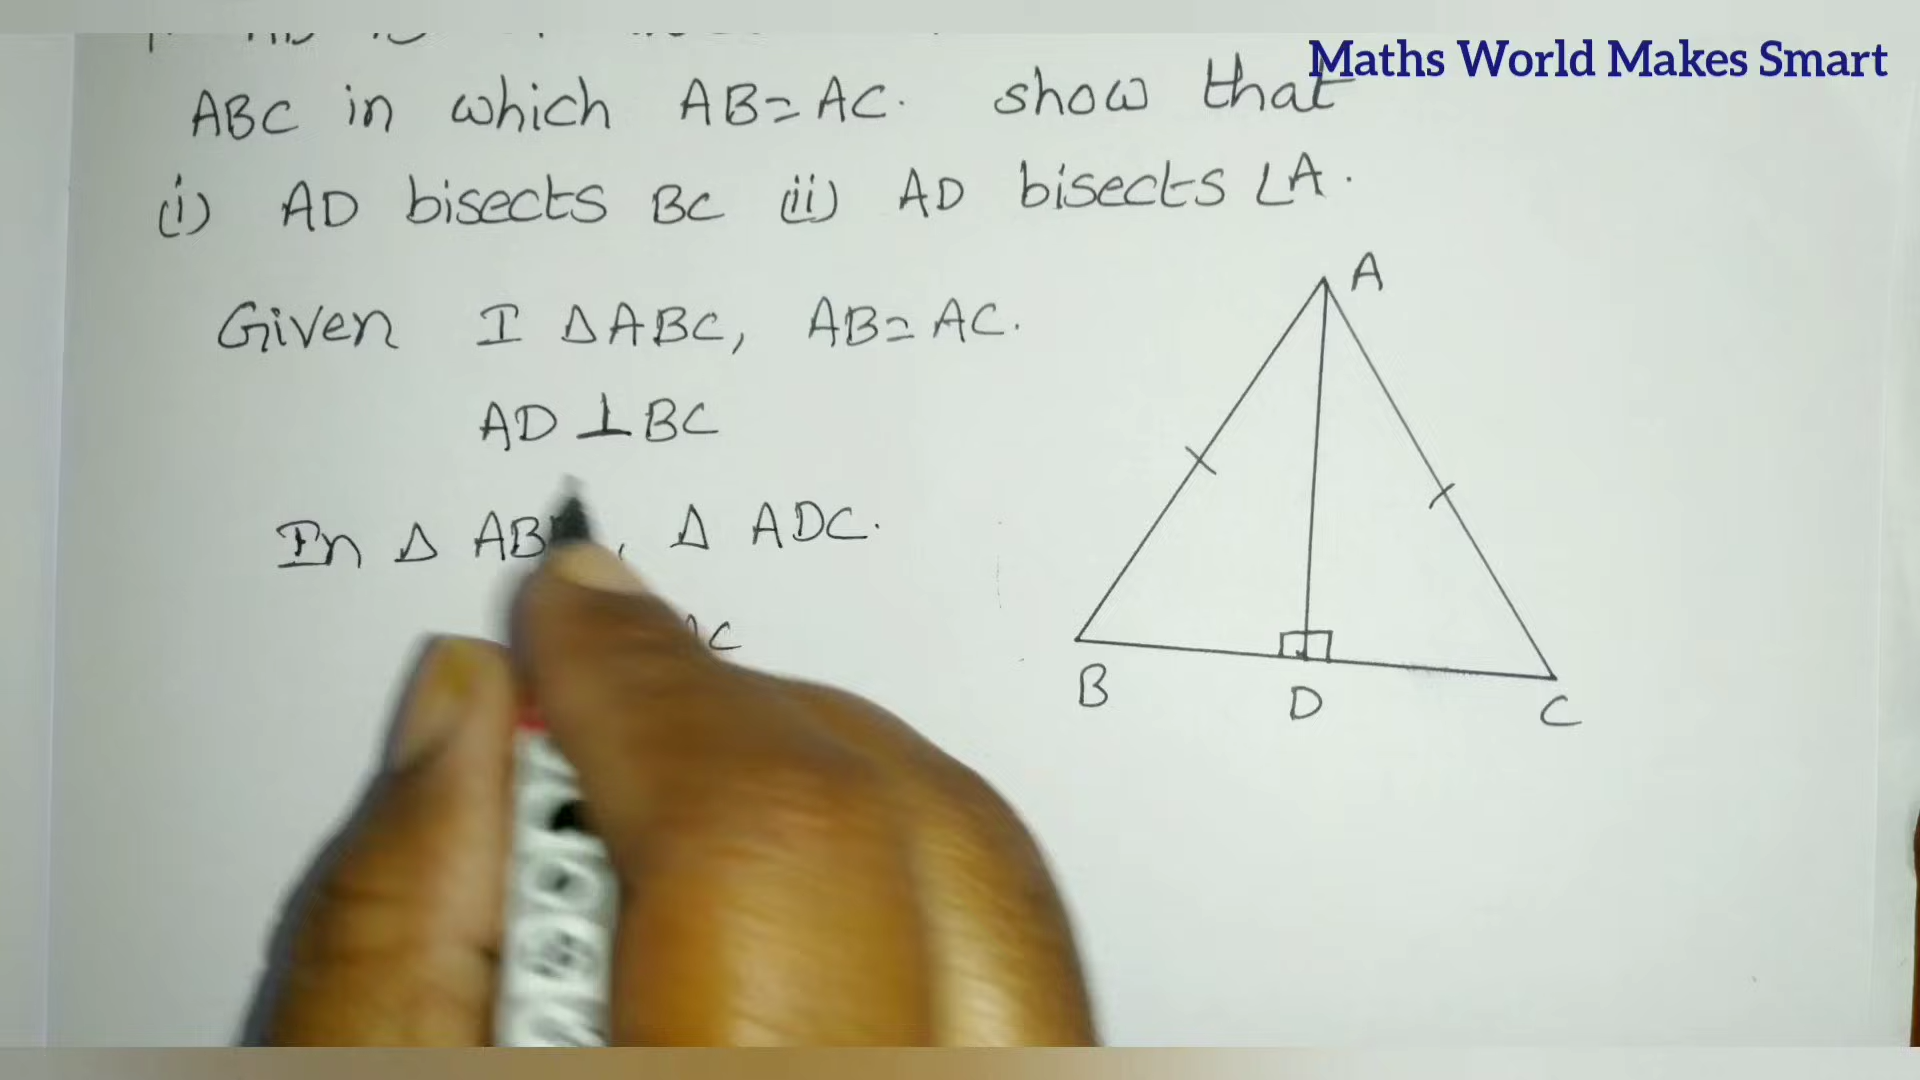 Maths World Makes Smart
ABC in which AB=AC. show that
(i) AD bisects BC (ii) AD bisects ∠A.
Given I ΔABC, AB=AC.
AD ⊥ BC
In Δ AB , Δ ADC.
A
B
D
C